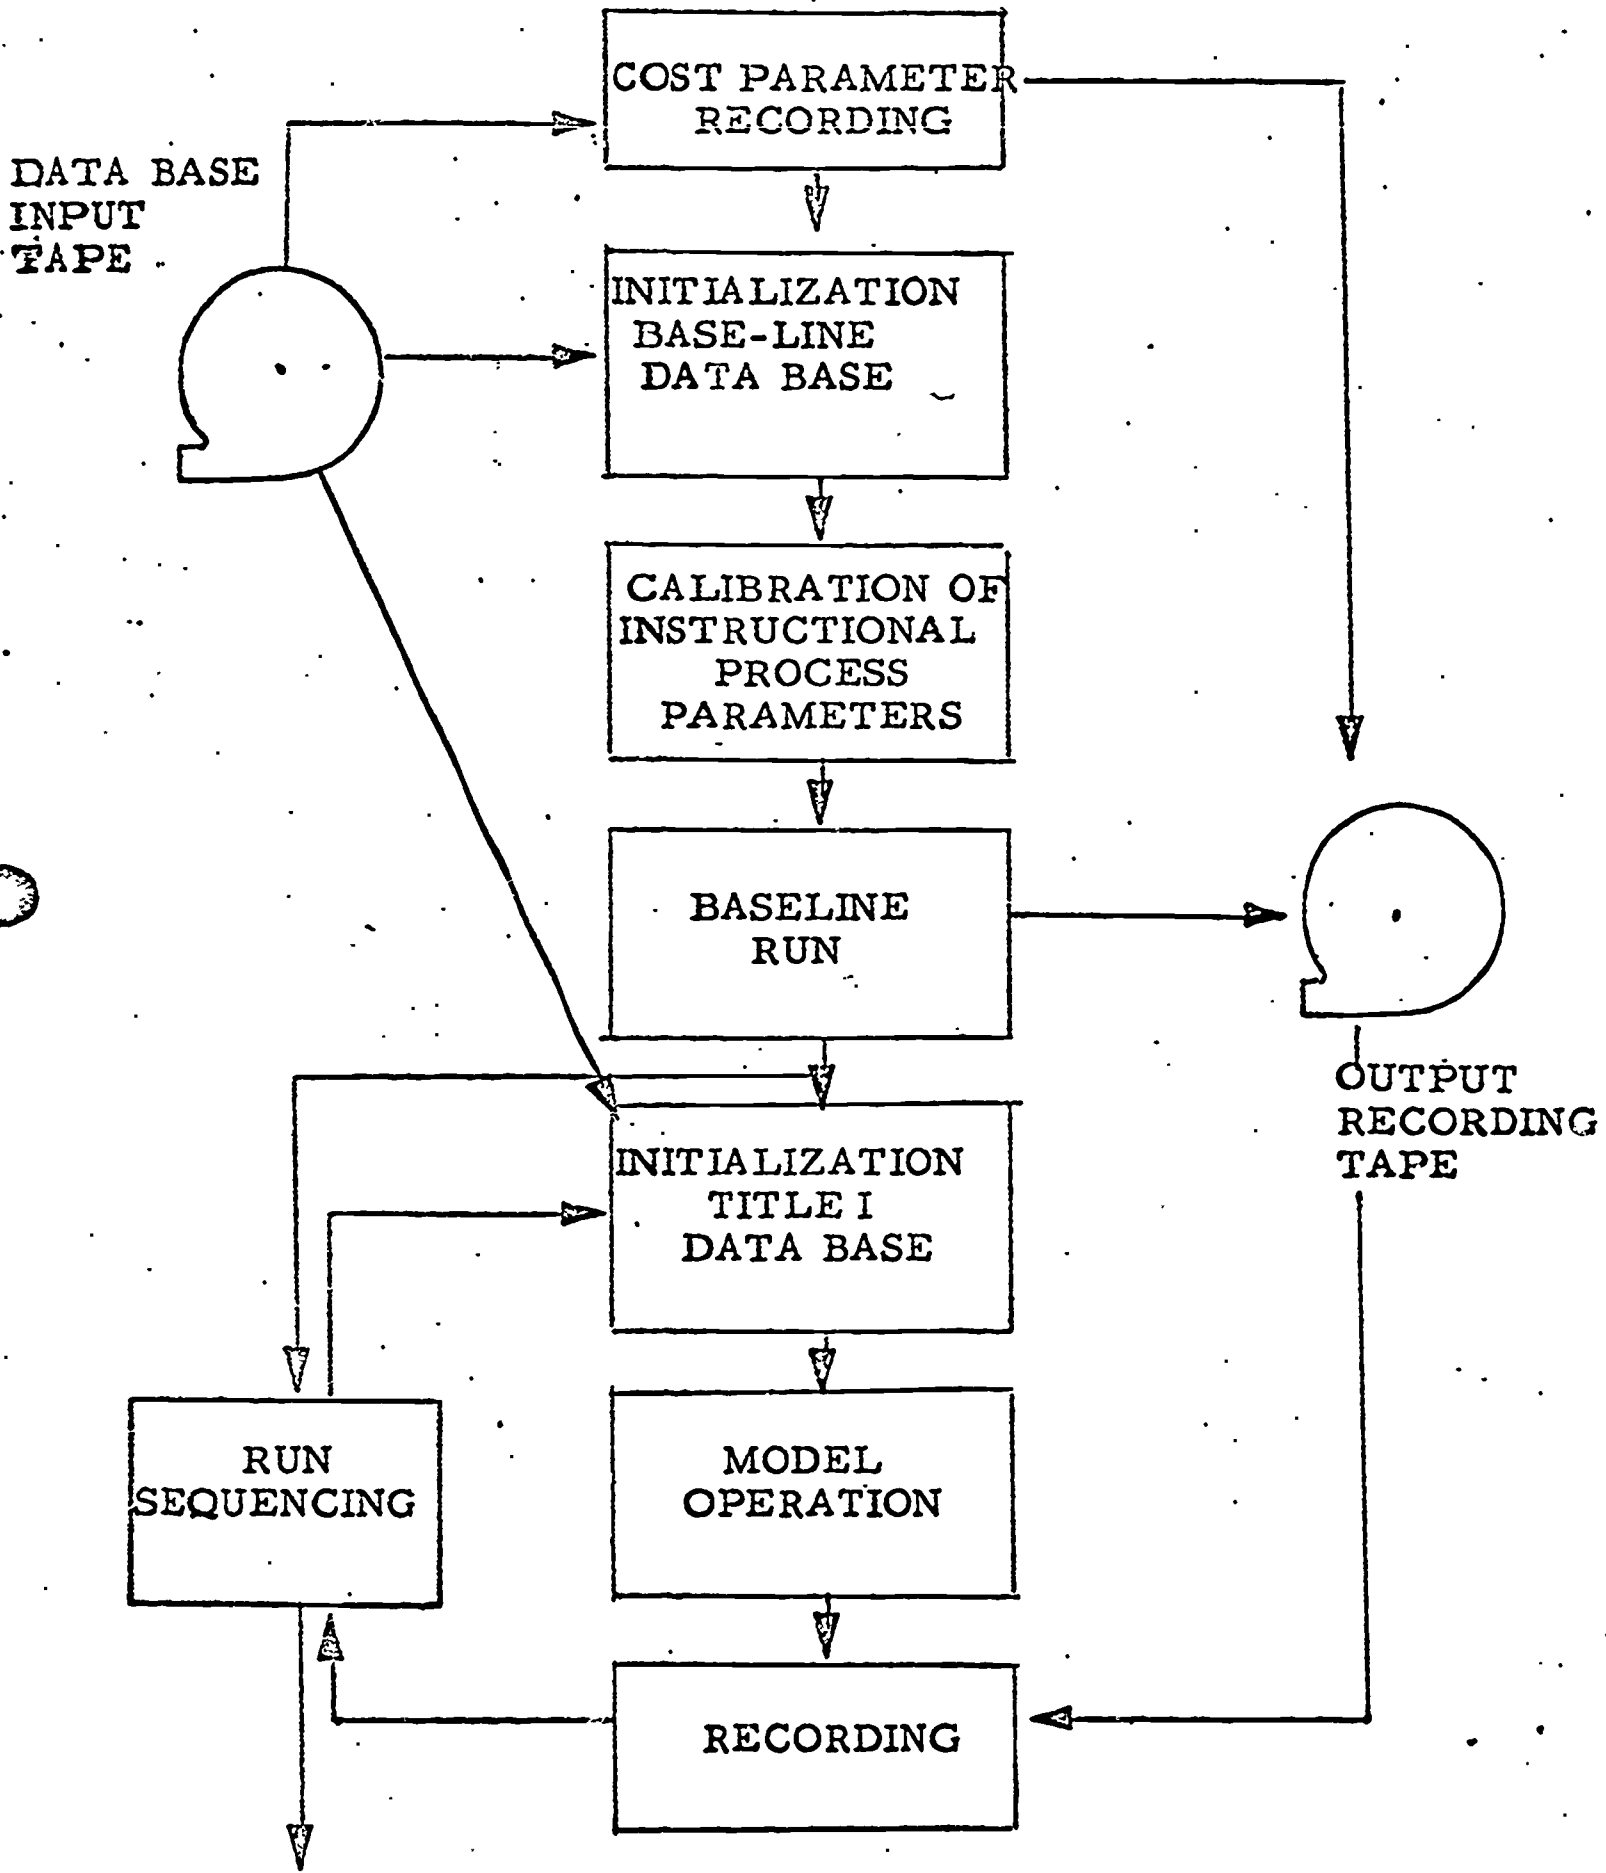 COST PARAMETER
RECORDING
DATA BASE
INPUT
TAPE
INITIALIZATION
BASE-LINE
DATA BASE
CALIBRATION OF
INSTRUCTIONAL
PROCESS
PARAMETERS
BASELINE
RUN
OUTPUT
RECORDING
TAPE
INITIALIZATION
TITLE I
DATA BASE
RUN
SEQUENCING
MODEL
OPERATION
RECORDING